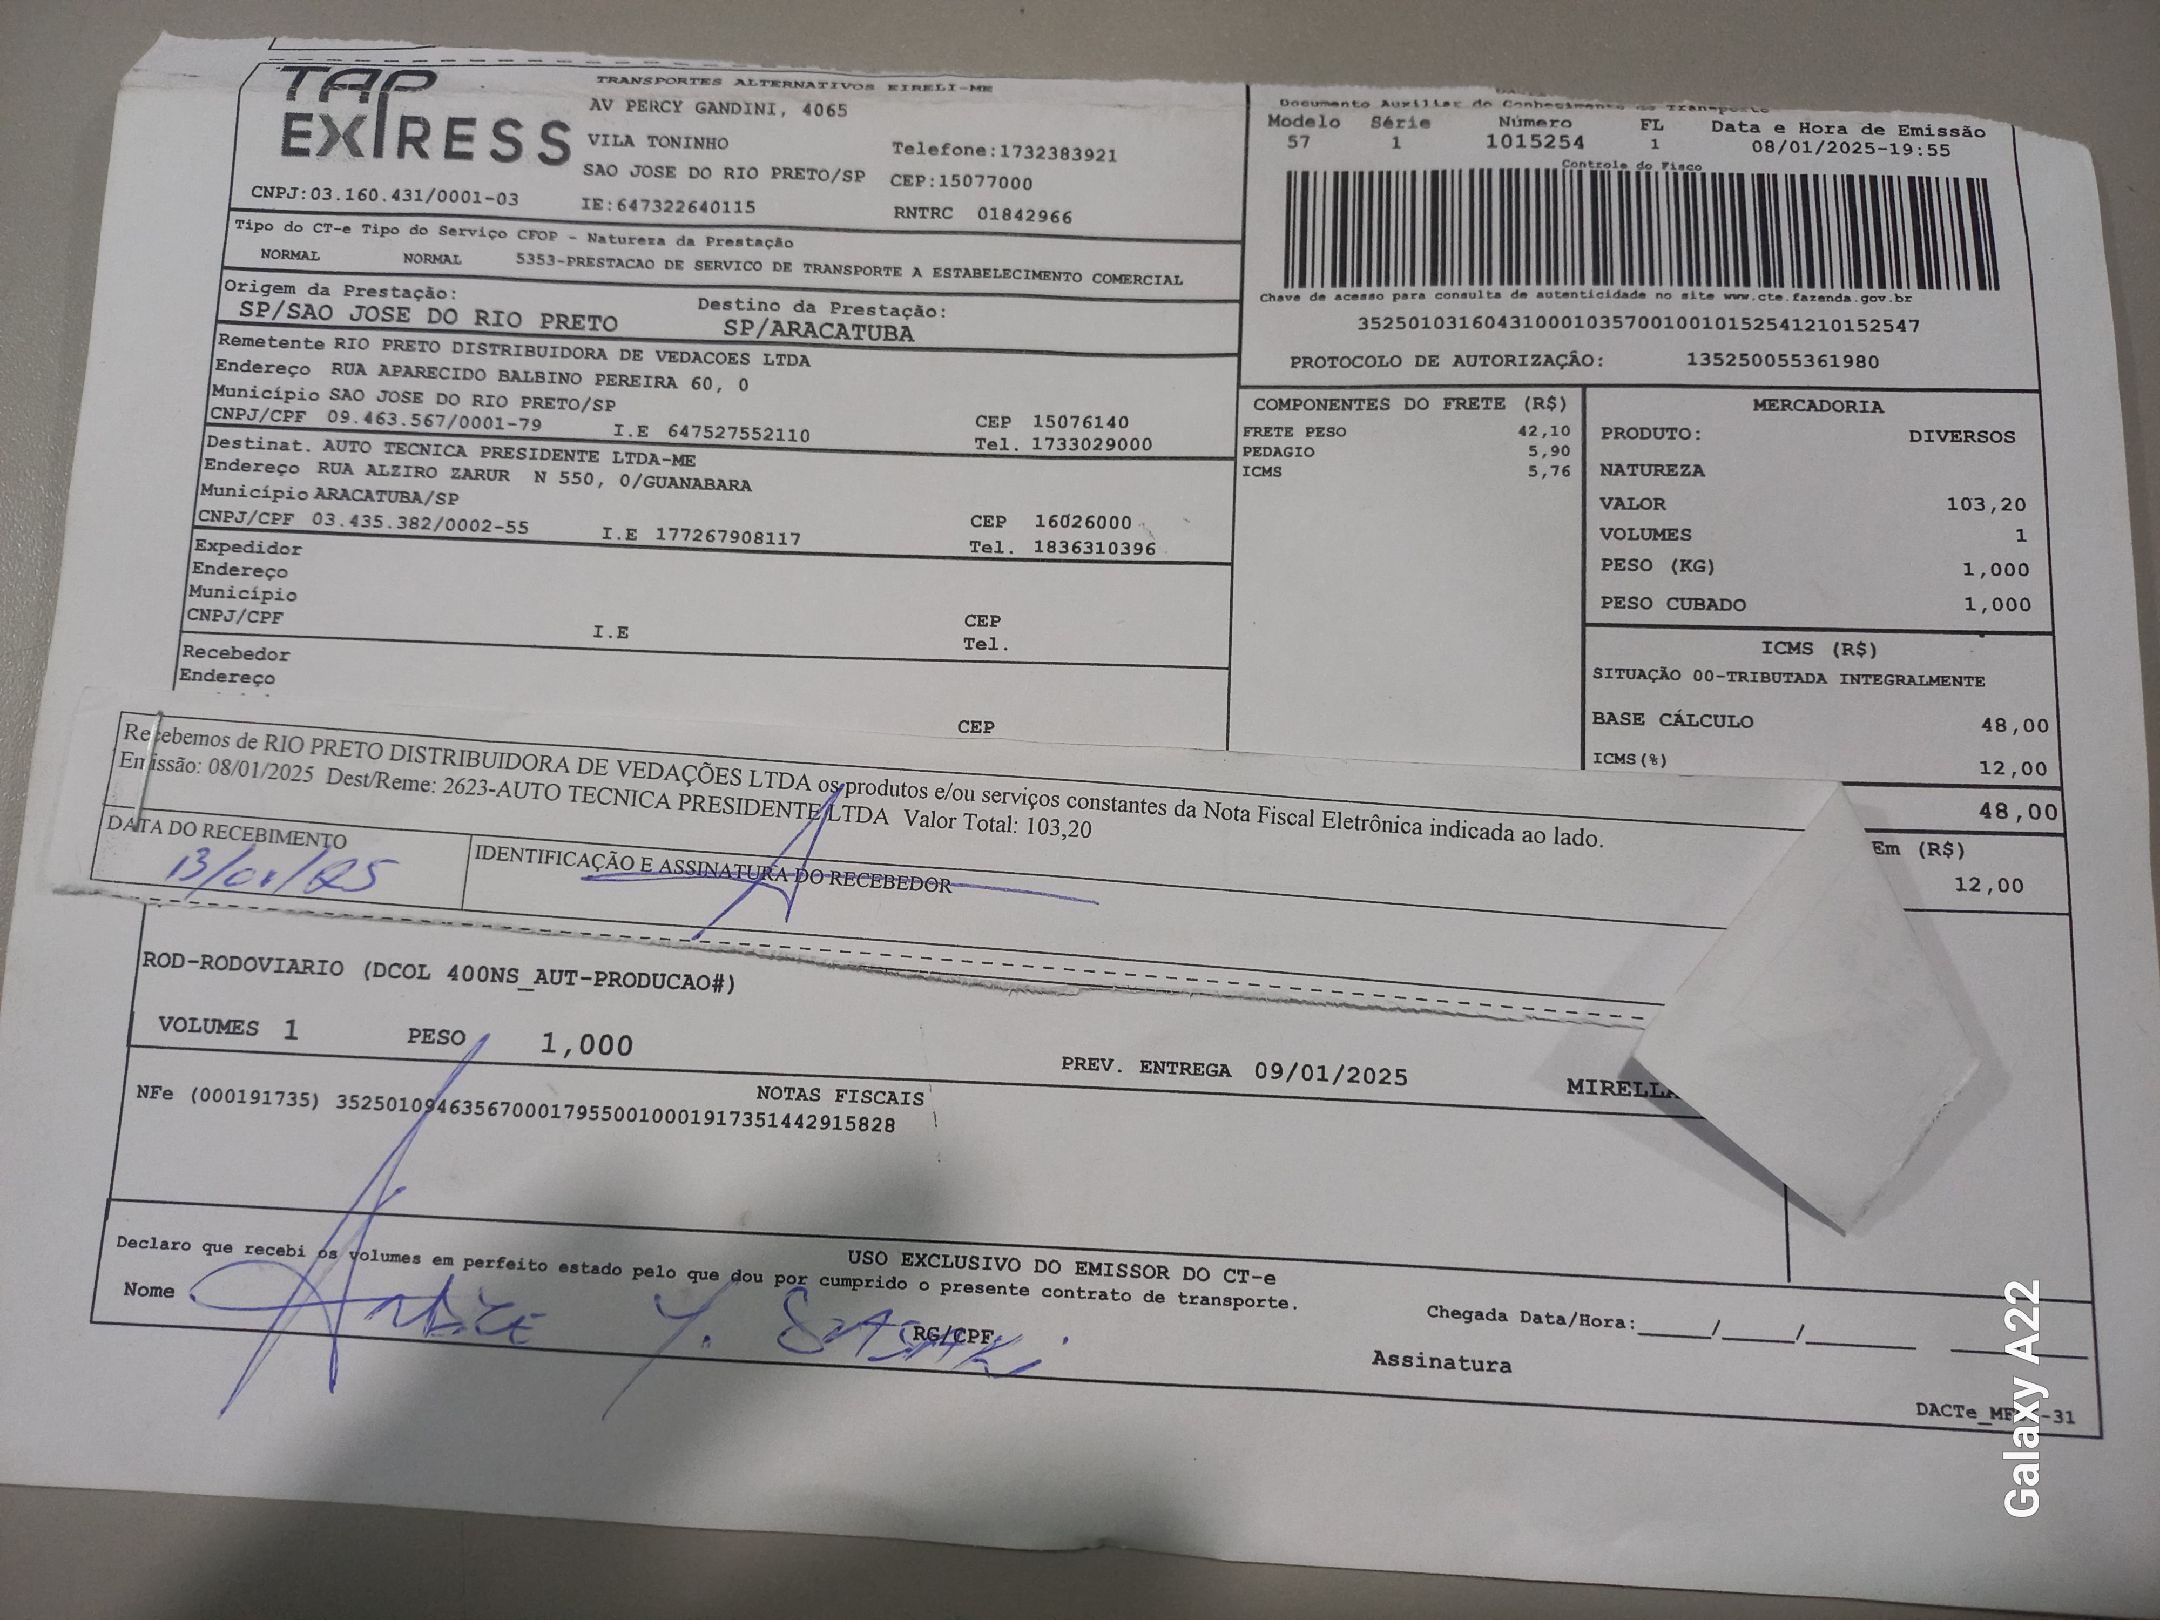 TAP EXPRESS
TRANSPORTES ALTERNATIVOS EIRELI-ME
AV PERCY GANDINI, 4065
VILA TONINHO
Telefone:1732383921
SAO JOSE DO RIO PRETO/SP CEP:15077000
CNPJ:03.160.431/0001-03 IE:647322640115 RNTRC 01842966
Documento Auxiliar do Conhecimento de Transporte
Modelo Série Número FL Data e Hora de Emissão
57 1 1015254 1 08/01/2025-19:55
Controle do Fisco
Chave de acesso para consulta de autenticidade no site www.cte.fazenda.gov.br
35250103160431000103570010010152541210152547
PROTOCOLO DE AUTORIZAÇÃO: 135250055361980
Tipo do CT-e Tipo do Serviço CFOP - Natureza da Prestação
NORMAL NORMAL 5353-PRESTACAO DE SERVICO DE TRANSPORTE A ESTABELECIMENTO COMERCIAL
Origem da Prestação: Destino da Prestação:
SP/SAO JOSE DO RIO PRETO SP/ARACATUBA
Remetente RIO PRETO DISTRIBUIDORA DE VEDACOES LTDA
Endereço RUA APARECIDO BALBINO PEREIRA 60, 0
Município SAO JOSE DO RIO PRETO/SP CEP 15076140
CNPJ/CPF 09.463.567/0001-79 I.E 647527552110 Tel. 1733029000
Destinat. AUTO TECNICA PRESIDENTE LTDA-ME
Endereço RUA ALZIRO ZARUR N 550, 0/GUANABARA
Município ARACATUBA/SP CEP 16026000
CNPJ/CPF 03.435.382/0002-55 I.E 177267908117 Tel. 1836310396
Expedidor
Endereço
Município CEP
CNPJ/CPF I.E Tel.
Recebedor
Endereço
CEP
COMPONENTES DO FRETE (R$)
FRETE PESO 42,10
PEDAGIO 5,90
ICMS 5,76
MERCADORIA
PRODUTO: DIVERSOS
NATUREZA
VALOR 103,20
VOLUMES 1
PESO (KG) 1,000
PESO CUBADO 1,000
ICMS (R$)
SITUAÇÃO 00-TRIBUTADA INTEGRALMENTE
BASE CÁLCULO 48,00
ICMS(%) 12,00
48,00
Em (R$)
12,00
Recebemos de RIO PRETO DISTRIBUIDORA DE VEDAÇÕES LTDA os produtos e/ou serviços constantes da Nota Fiscal Eletrônica indicada ao lado.
Emissão: 08/01/2025 Dest/Reme: 2623-AUTO TECNICA PRESIDENTE LTDA Valor Total: 103,20
DATA DO RECEBIMENTO IDENTIFICAÇÃO E ASSINATURA DO RECEBEDOR
13/01/25
ROD-RODOVIARIO (DCOL 400NS_AUT-PRODUCAO#)
VOLUMES 1 PESO 1,000 PREV. ENTREGA 09/01/2025 MIRELLA
NOTAS FISCAIS
NFe (000191735) 35250109463567000179550010001917351442915828
USO EXCLUSIVO DO EMISSOR DO CT-e
Declaro que recebi os volumes em perfeito estado pelo que dou por cumprido o presente contrato de transporte.
Nome ANDRE Y. SASAKI RG/CPF
Chegada Data/Hora:_____/_____/________
Assinatura
-31
Galaxy A22